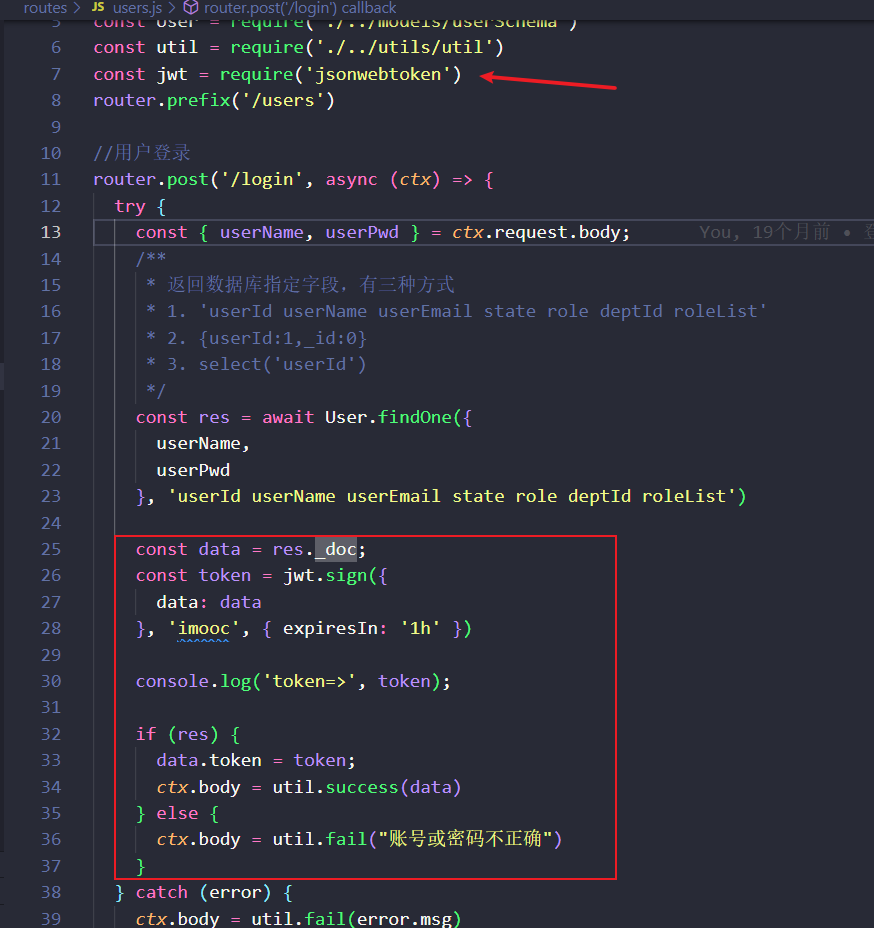 routes > JS users.js > router.post('/login') callback
5 const User = require('./../models/userSchema')
6 const util = require('./../utils/util')
7 const jwt = require('jsonwebtoken')
8 router.prefix('/users')
9
10 //用户登录
11 router.post('/login', async (ctx) => {
12 try {
13 const { userName, userPwd } = ctx.request.body; You, 19个月前 •
14 /**
15 * 返回数据库指定字段，有三种方式
16 * 1. 'userId userName userEmail state role deptId roleList'
17 * 2. {userId:1,_id:0}
18 * 3. select('userId')
19 */
20 const res = await User.findOne({
21 userName,
22 userPwd
23 }, 'userId userName userEmail state role deptId roleList')
24
25 const data = res._doc;
26 const token = jwt.sign({
27 data: data
28 }, 'imooc', { expiresIn: '1h' })
29
30 console.log('token=>', token);
31
32 if (res) {
33 data.token = token;
34 ctx.body = util.success(data)
35 } else {
36 ctx.body = util.fail("账号或密码不正确")
37 }
38 } catch (error) {
39 ctx.body = util.fail(error.msg)